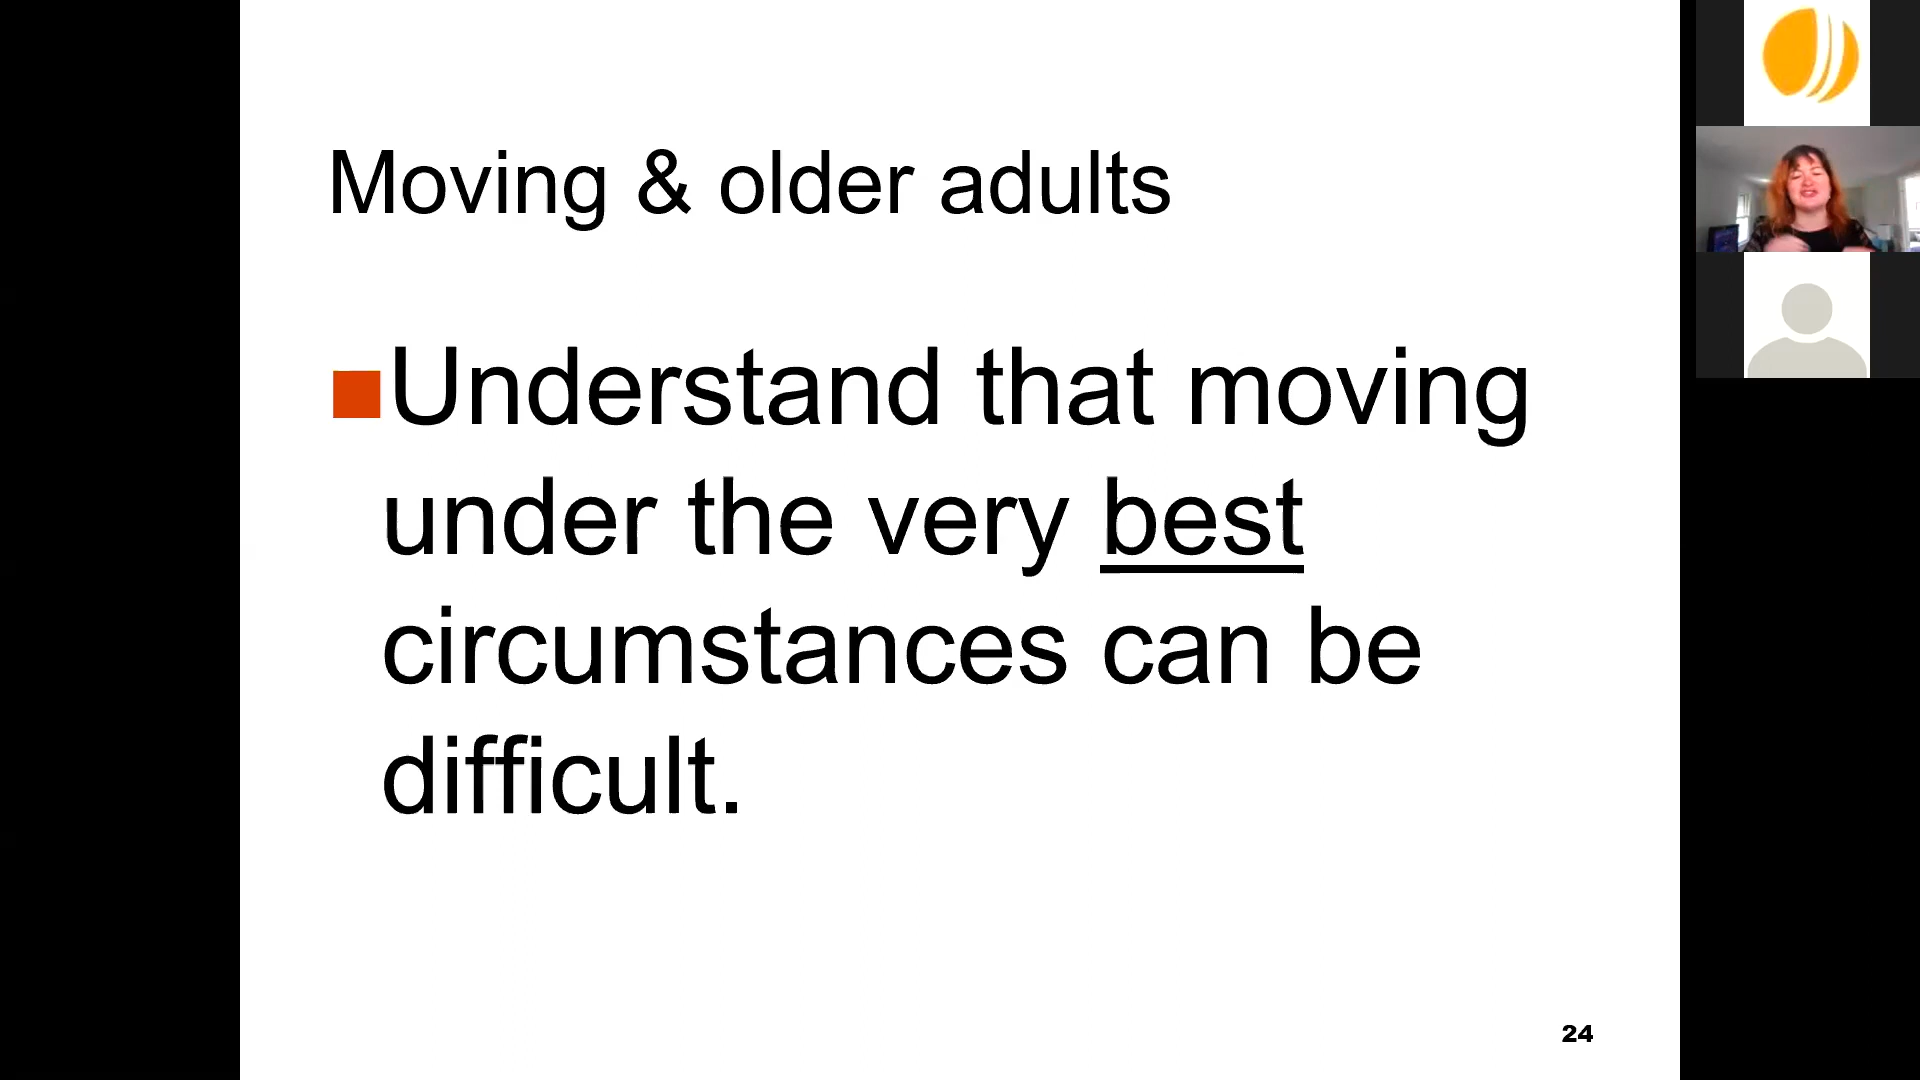 Moving & older adults
Understand that moving
under the very best
circumstances can be
difficult.
24